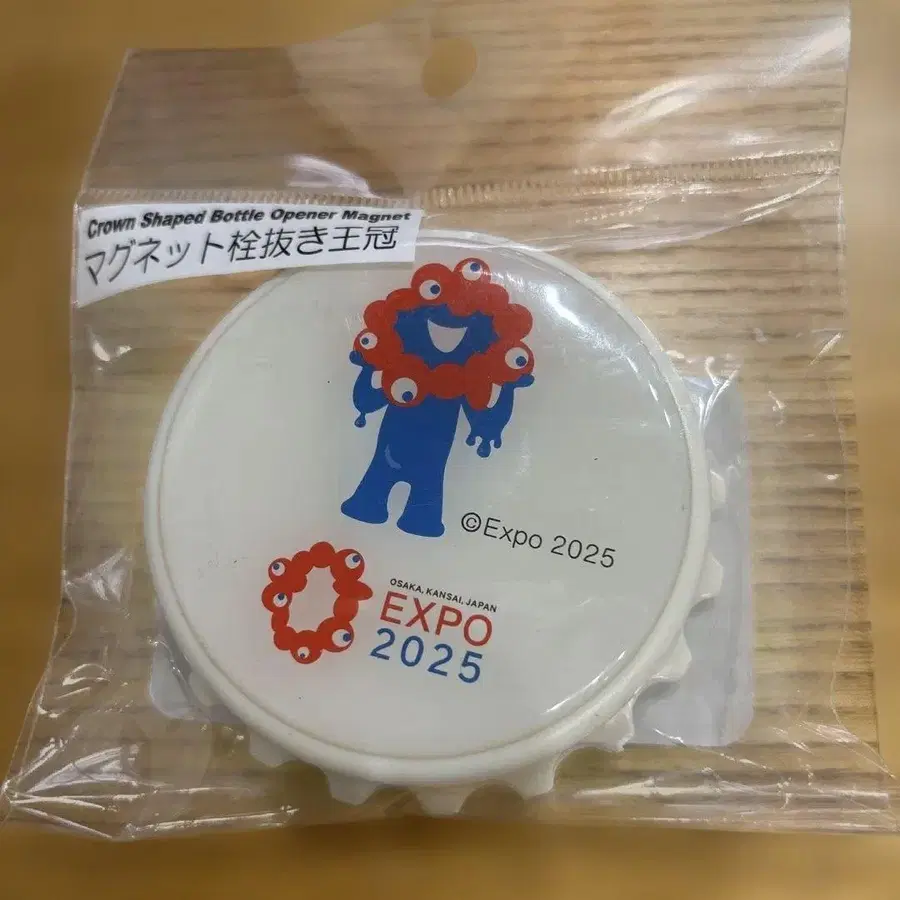 Crown Shaped Bottle Opener Magnet
マグネット栓抜き王冠
©Expo 2025
OSAKA, KANSAI, JAPAN
EXPO
2025